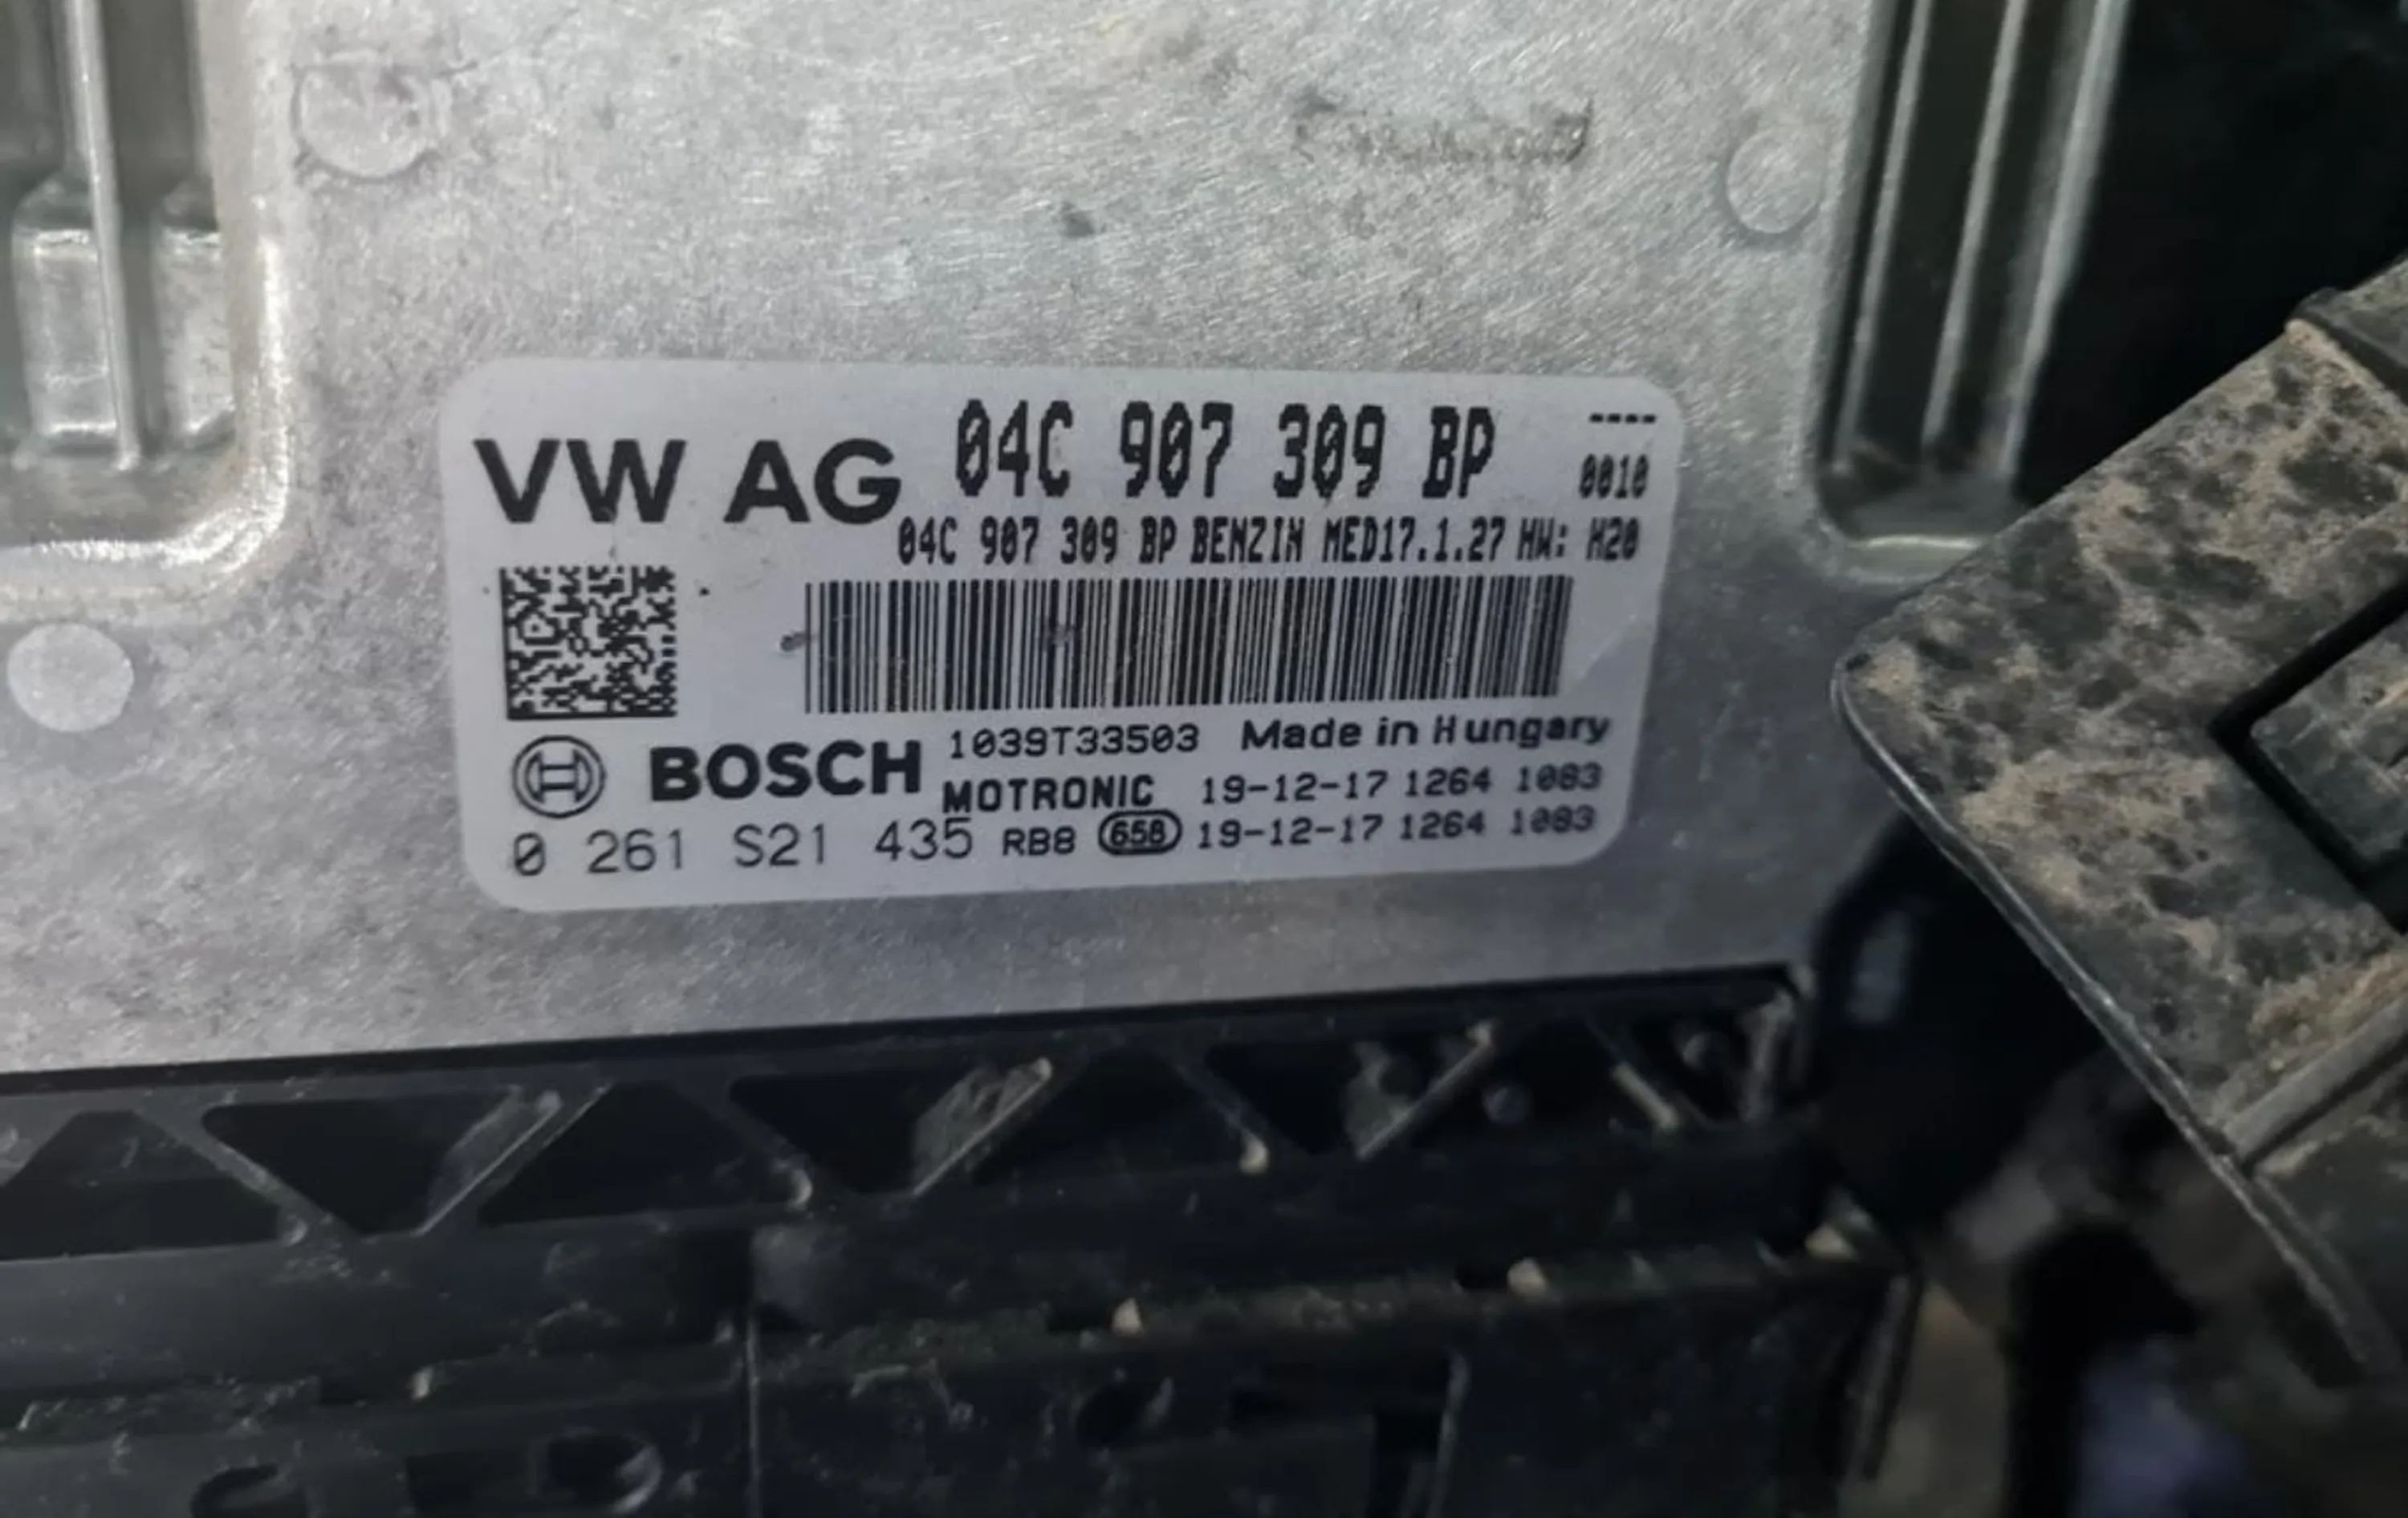 VW AG 04C 907 309 BP ----
0010
04C 907 309 BP BENZIN MED17.1.27 HW: H20
BOSCH 1039T33503 Made in Hungary
MOTRONIC 19-12-17 1264 1083
0 261 S21 435 RB8 658 19-12-17 1264 1083